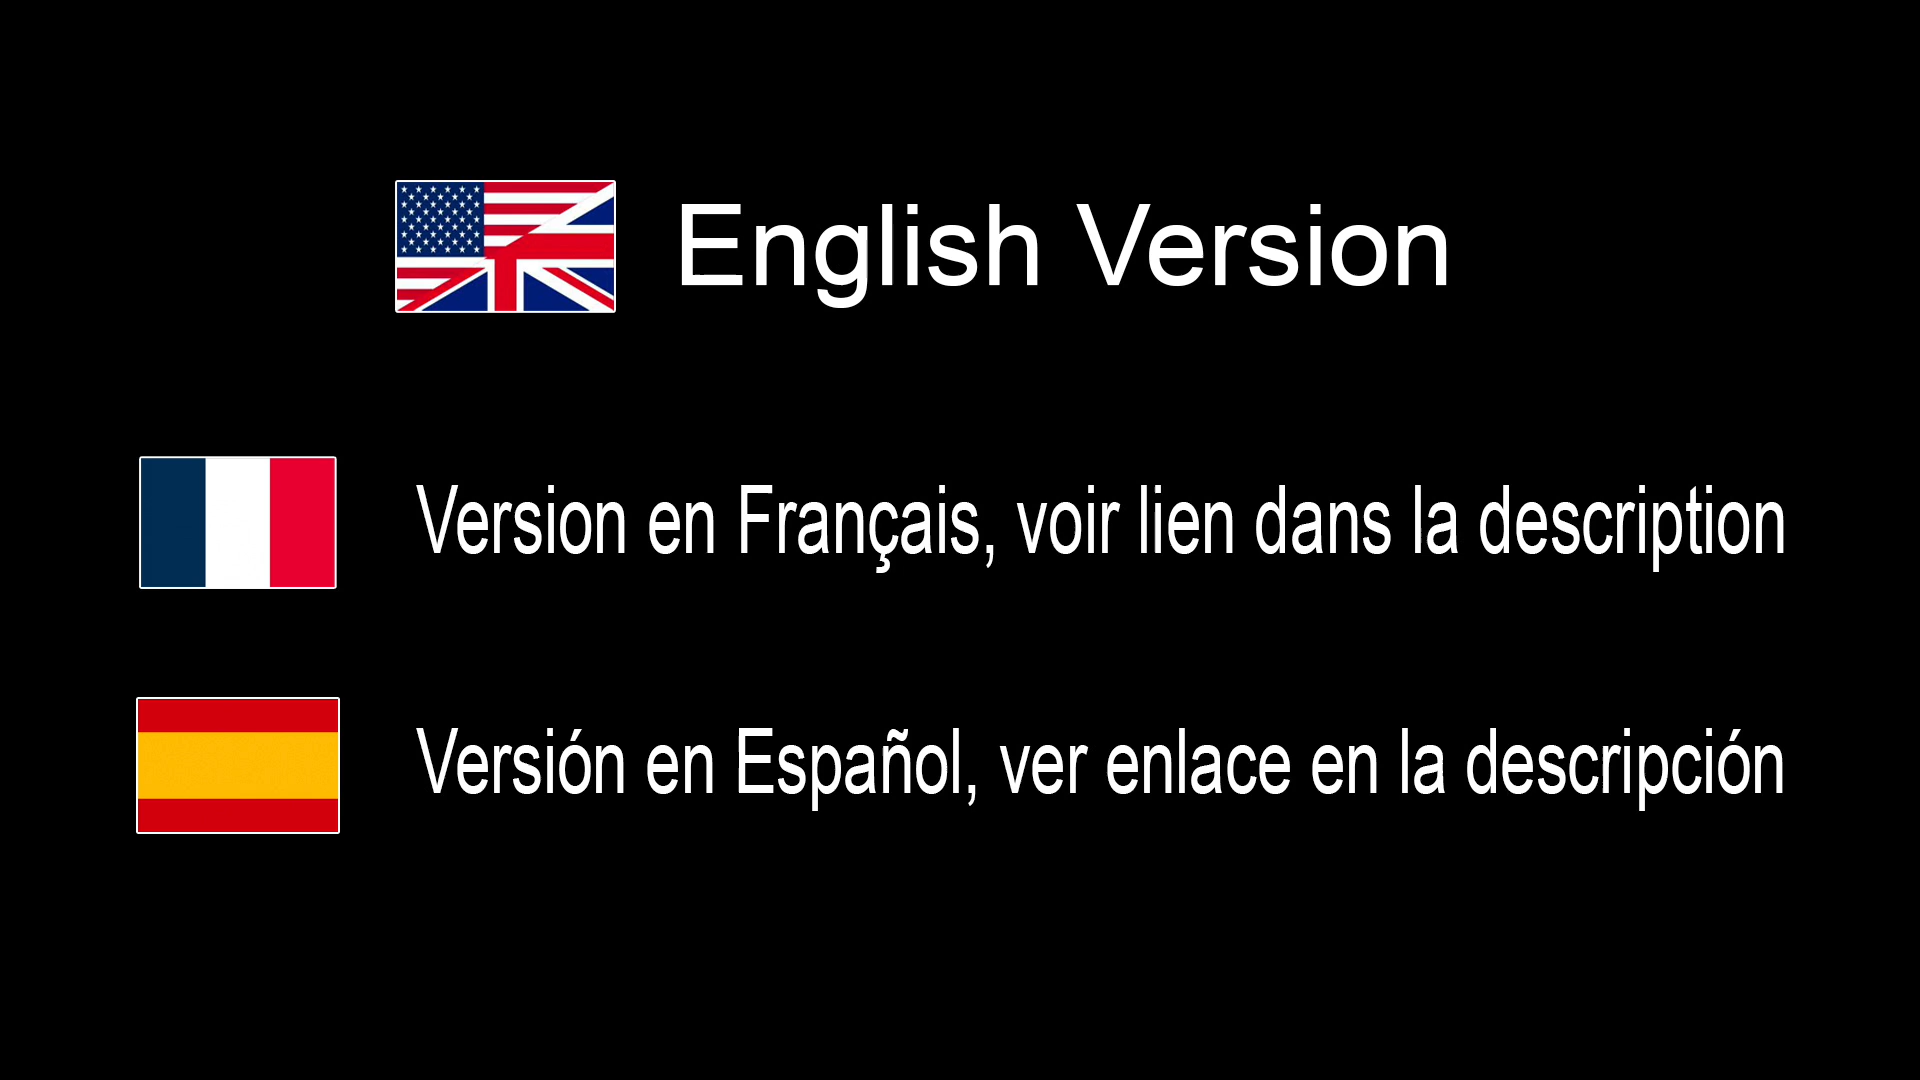 English Version
Version en Français, voir lien dans la description
Versión en Español, ver enlace en la descripción